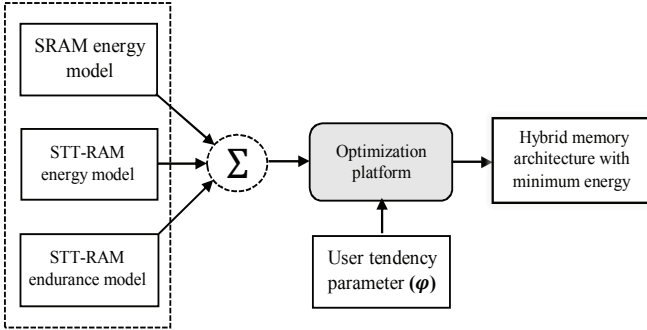 SRAM energy
model
STT-RAM
energy model
STT-RAM
endurance model
Σ
Optimization
platform
User tendency
parameter (φ)
Hybrid memory
architecture with
minimum energy